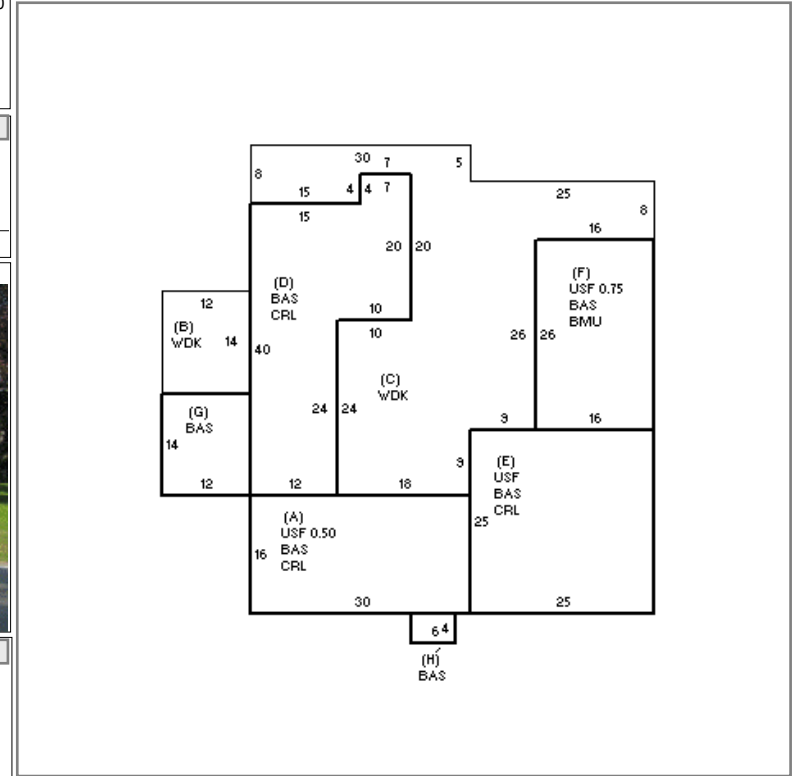 30 7
5
8
15 4 4 7
25
15
8
16
20 20
(D)
BAS
CRL
(F)
USF 0.75
BAS
BMU
12
10
(B)
WDK
14
10
26 26
40
(C)
WDK
24 24
(G)
BAS
9 16
14
9
(E)
USF
BAS
CRL
12 12 18
(A)
USF 0.50
BAS
CRL
25
16
30 25
6 4
(H)
BAS